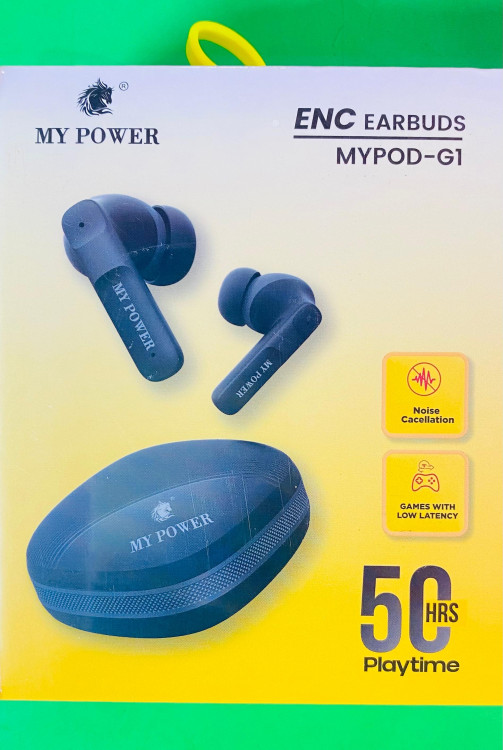 ®
MY POWER
ENC EARBUDS
MYPOD-G1
MY POWER
MY POWER
Noise
Cacellation
GAMES WITH
LOW LATENCY
MY POWER
50 HRS
Playtime